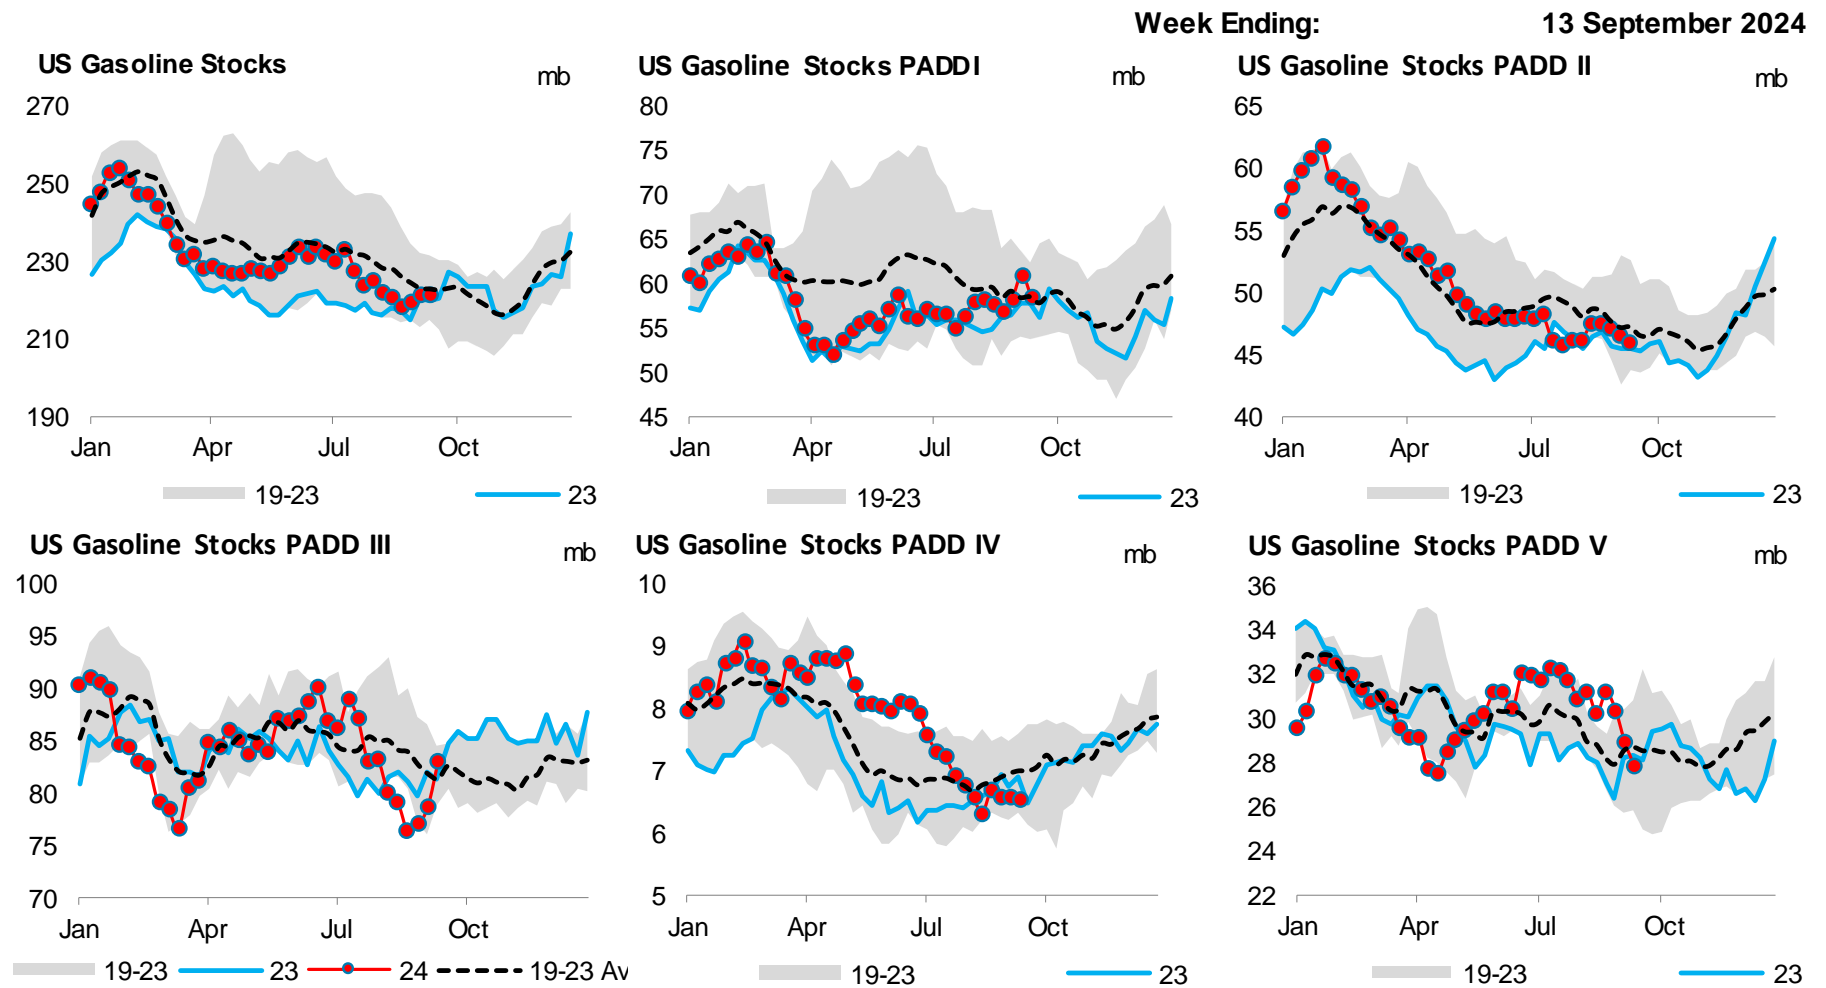 Week Ending: 13 September 2024
US Gasoline Stocks
mb
270
250
230
210
190
Jan Apr Jul Oct
19-23 23
US Gasoline Stocks PADD I
mb
80
75
70
65
60
55
50
45
Jan Apr Jul Oct
19-23 23
US Gasoline Stocks PADD II
mb
65
60
55
50
45
40
Jan Apr Jul Oct
19-23 23
US Gasoline Stocks PADD III
mb
100
95
90
85
80
75
70
Jan Apr Jul Oct
19-23 23 24 19-23 Av
US Gasoline Stocks PADD IV
mb
10
9
8
7
6
5
Jan Apr Jul Oct
19-23 23
US Gasoline Stocks PADD V
mb
36
34
32
30
28
26
24
22
Jan Apr Jul Oct
19-23 23